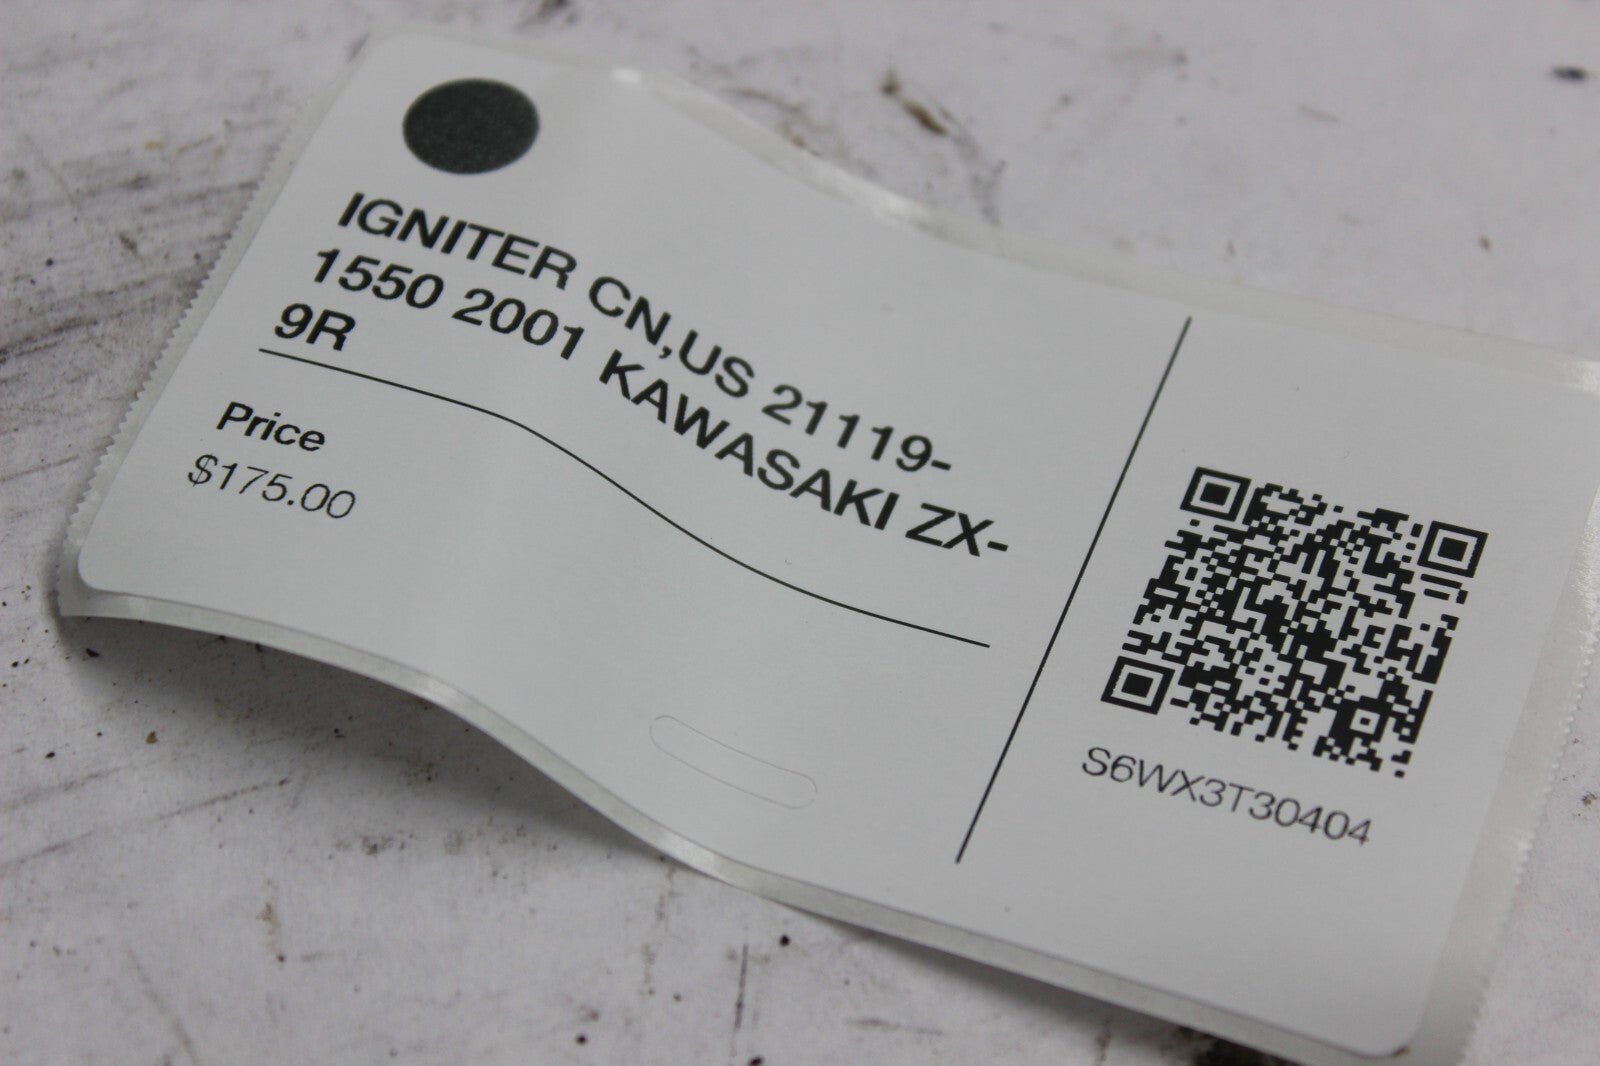 IGNITER CN,US 21119-
1550 2001 KAWASAKI ZX-
9R
Price
$175.00
S6WX3T30404